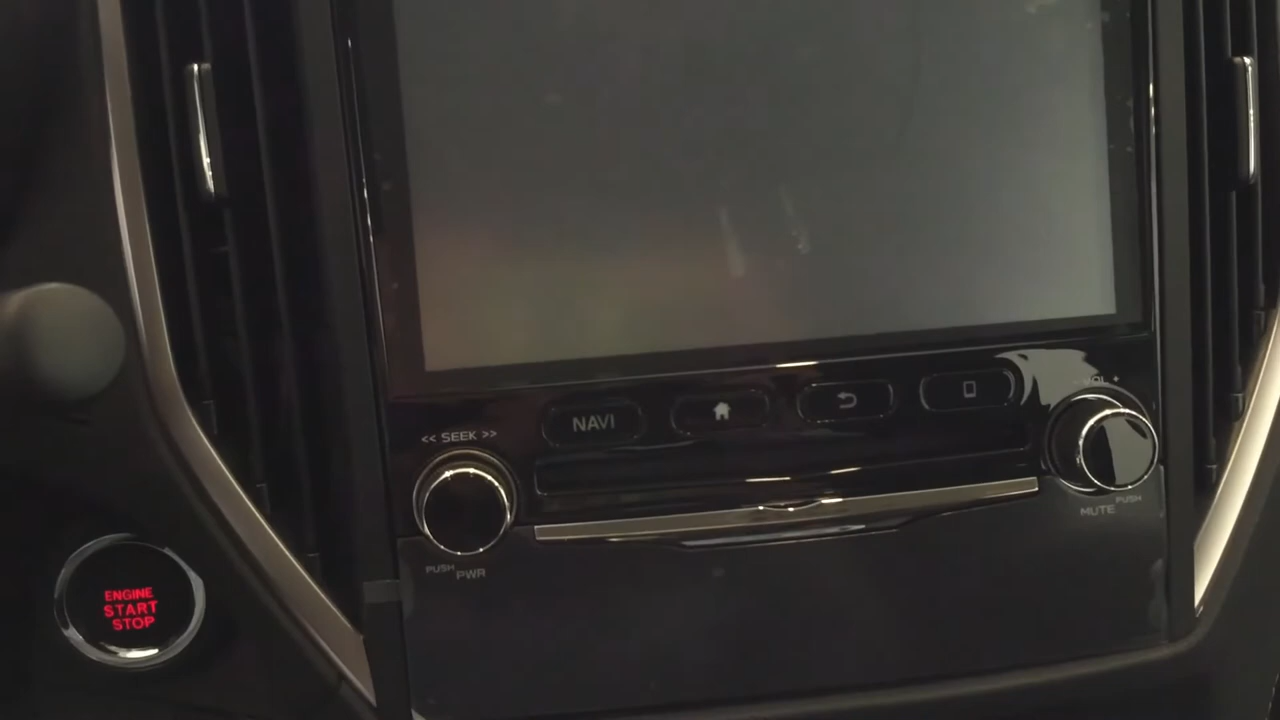 NAVI
<< SEEK >>
- VOL +
PUSH
MUTE
PUSH
PWR
ENGINE
START
STOP